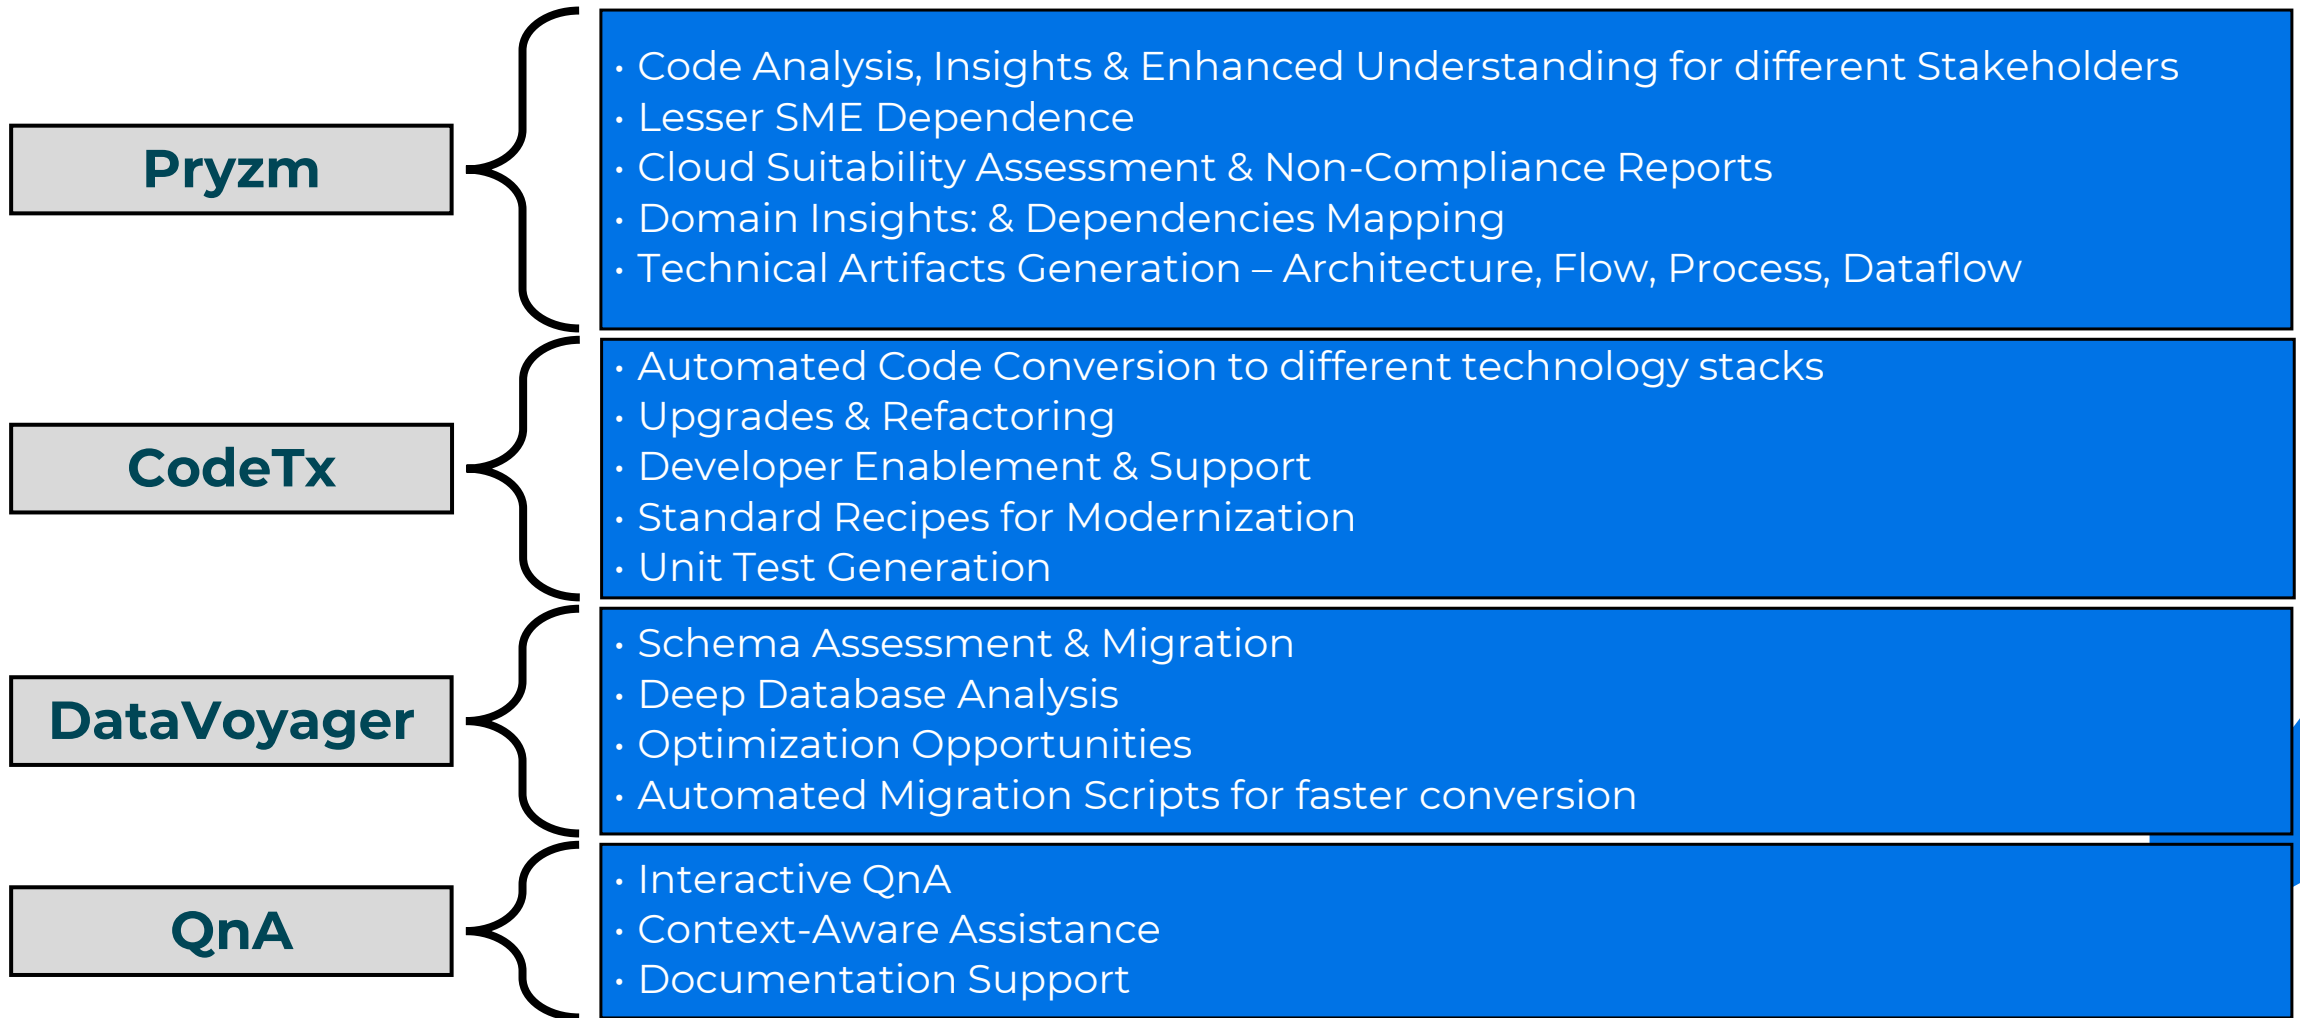 Pryzm
• Code Analysis, Insights & Enhanced Understanding for different Stakeholders
• Lesser SME Dependence
• Cloud Suitability Assessment & Non-Compliance Reports
• Domain Insights: & Dependencies Mapping
• Technical Artifacts Generation – Architecture, Flow, Process, Dataflow
CodeTx
• Automated Code Conversion to different technology stacks
• Upgrades & Refactoring
• Developer Enablement & Support
• Standard Recipes for Modernization
• Unit Test Generation
DataVoyager
• Schema Assessment & Migration
• Deep Database Analysis
• Optimization Opportunities
• Automated Migration Scripts for faster conversion
QnA
• Interactive QnA
• Context-Aware Assistance
• Documentation Support